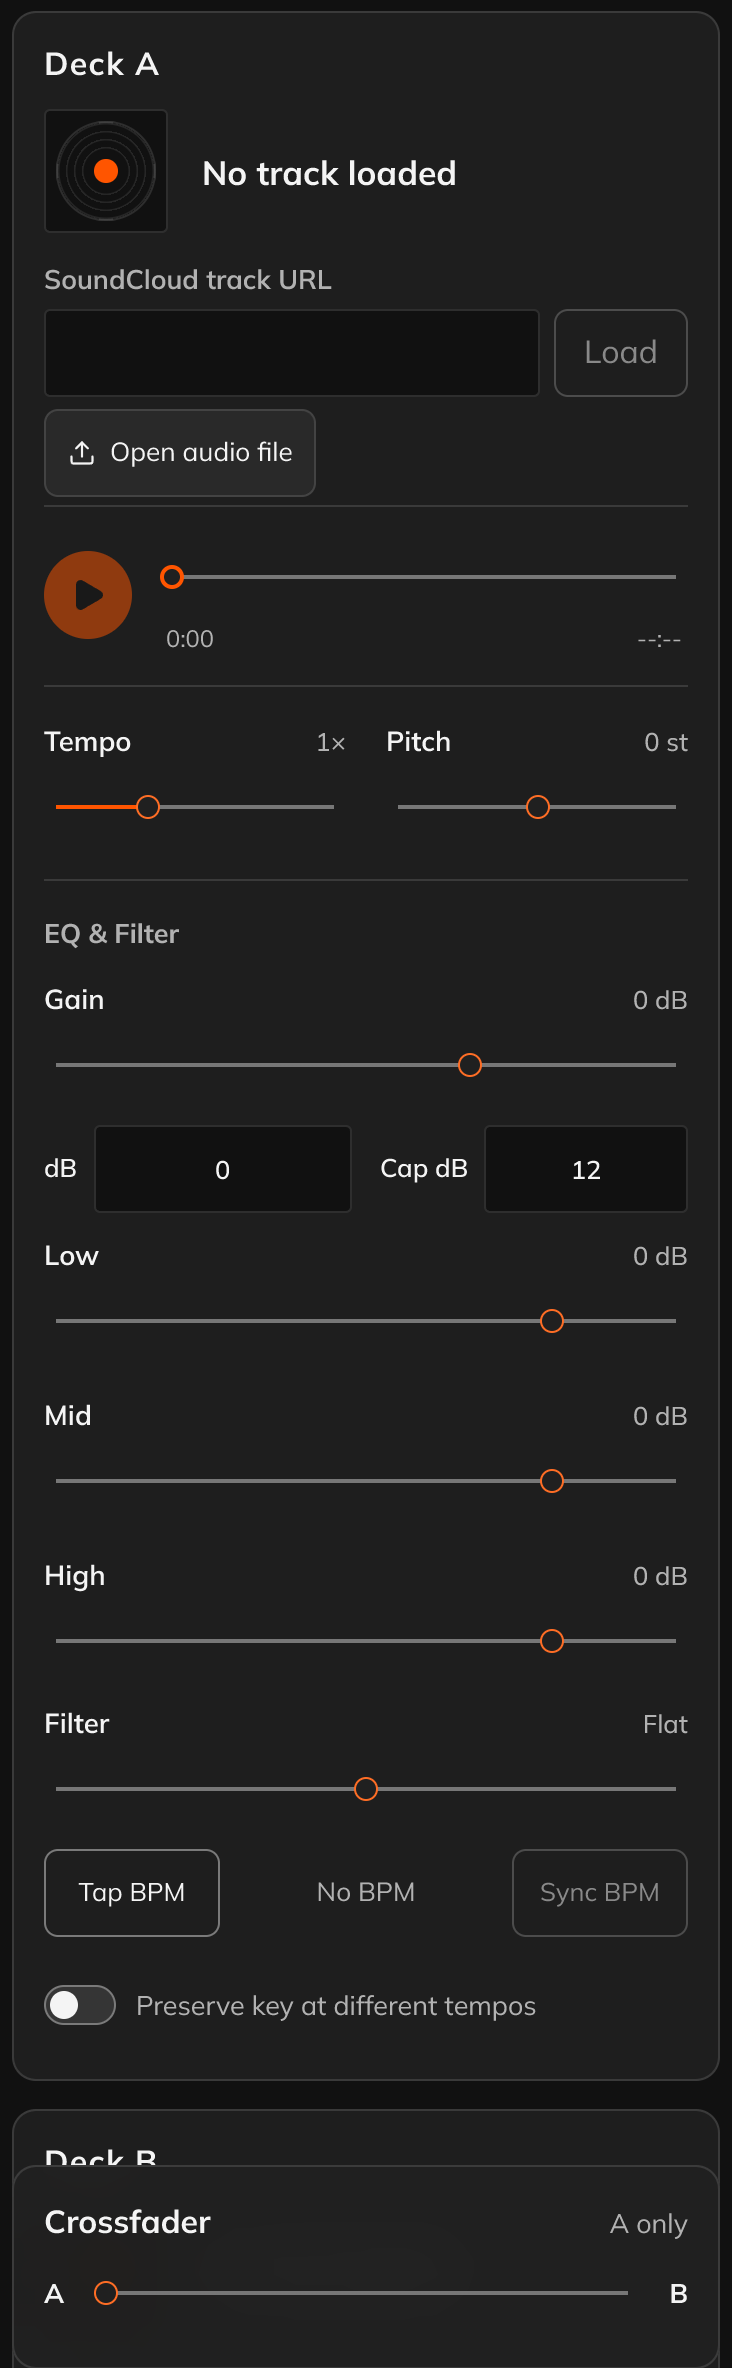 Deck A
No track loaded
SoundCloud track URL
Load
Open audio file
0:00 --:--
Tempo 1× Pitch 0 st
EQ & Filter
Gain 0 dB
dB 0 Cap dB 12
Low 0 dB
Mid 0 dB
High 0 dB
Filter Flat
Tap BPM No BPM Sync BPM
Preserve key at different tempos
Deck B
Crossfader A only
A B